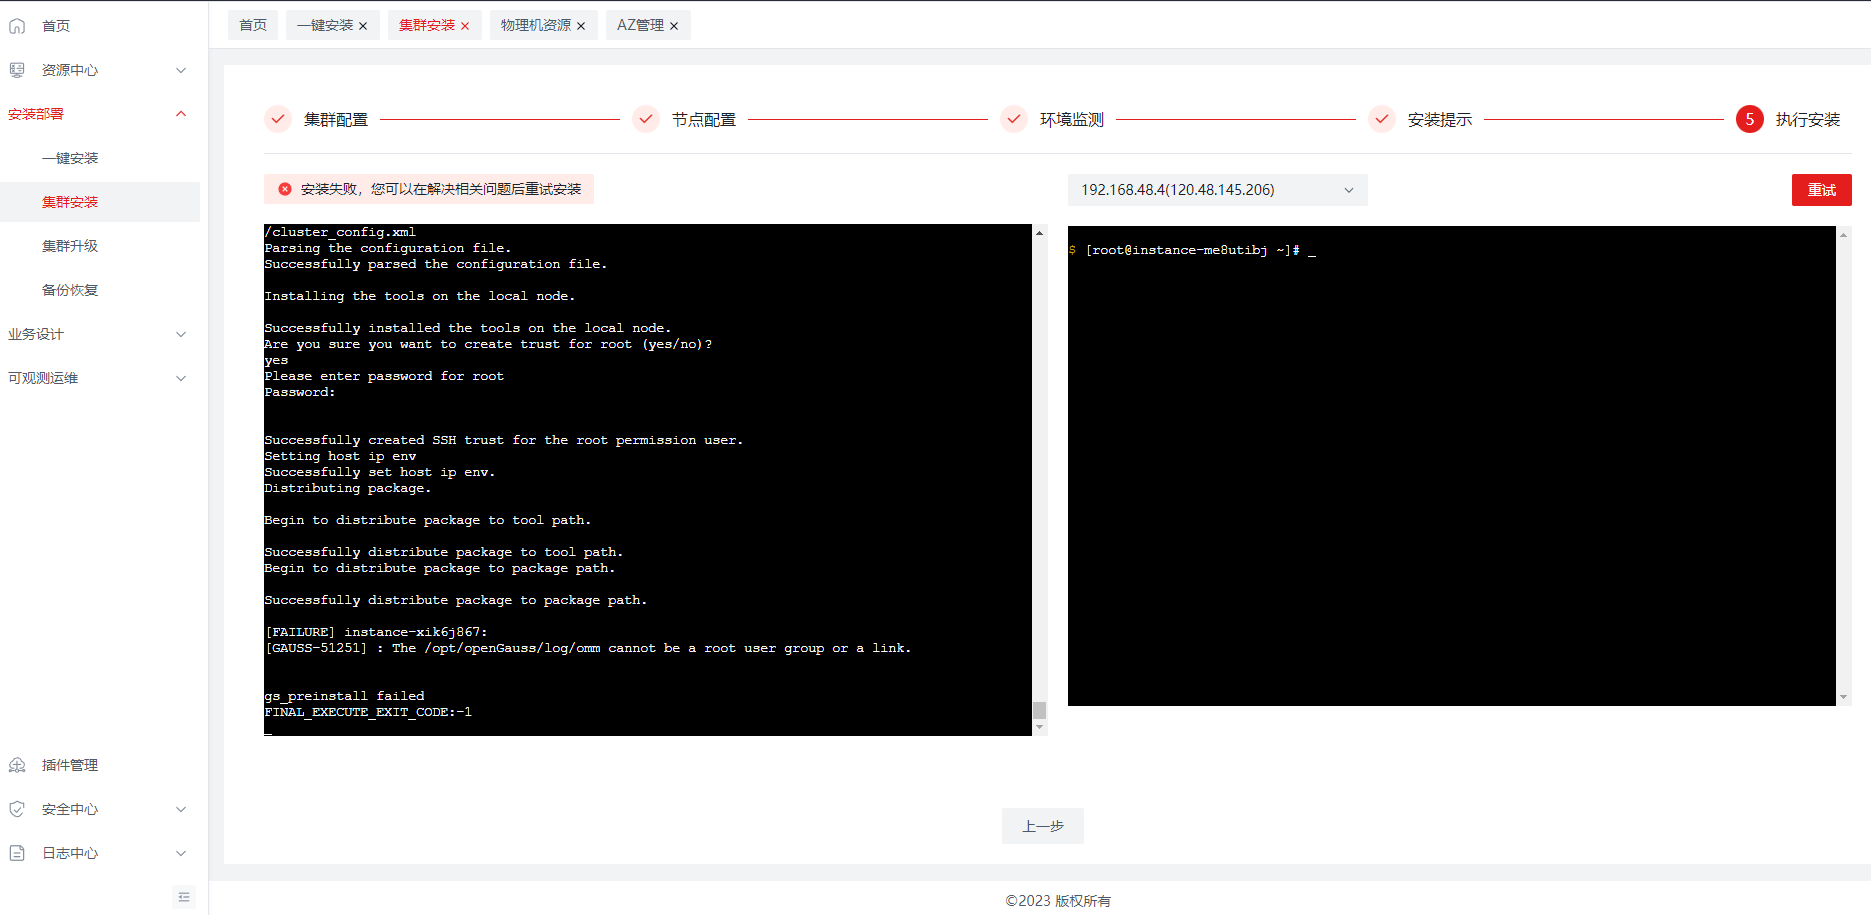 首页
资源中心
安装部署
一键安装
集群安装
集群升级
备份恢复
业务设计
可观测运维
插件管理
安全中心
日志中心
首页
一键安装 ×
集群安装 ×
物理机资源 ×
AZ管理 ×
集群配置
节点配置
环境监测
安装提示
5 执行安装
安装失败，您可以在解决相关问题后重试安装
192.168.48.4(120.48.145.206)
重试
/cluster_config.xml
Parsing the configuration file.
Successfully parsed the configuration file.
Installing the tools on the local node.
Successfully installed the tools on the local node.
Are you sure you want to create trust for root (yes/no)?
yes
Please enter password for root
Password:
Successfully created SSH trust for the root permission user.
Setting host ip env
Successfully set host ip env.
Distributing package.
Begin to distribute package to tool path.
Successfully distribute package to tool path.
Begin to distribute package to package path.
Successfully distribute package to package path.
[FAILURE] instance-xik6j867:
[GAUSS-51251] : The /opt/openGauss/log/omm cannot be a root user group or a link.
gs_preinstall failed
FINAL_EXECUTE_EXIT_CODE:-1
_
$ [root@instance-me8utibj ~]# _
上一步
©2023 版权所有